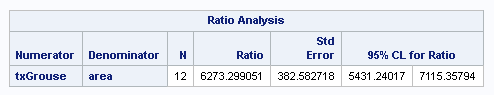 Ratio Analysis
Numerator Denominator N Ratio Std Error 95% CL for Ratio
txGrouse area 12 6273.299051 382.582718 5431.24017 7115.35794